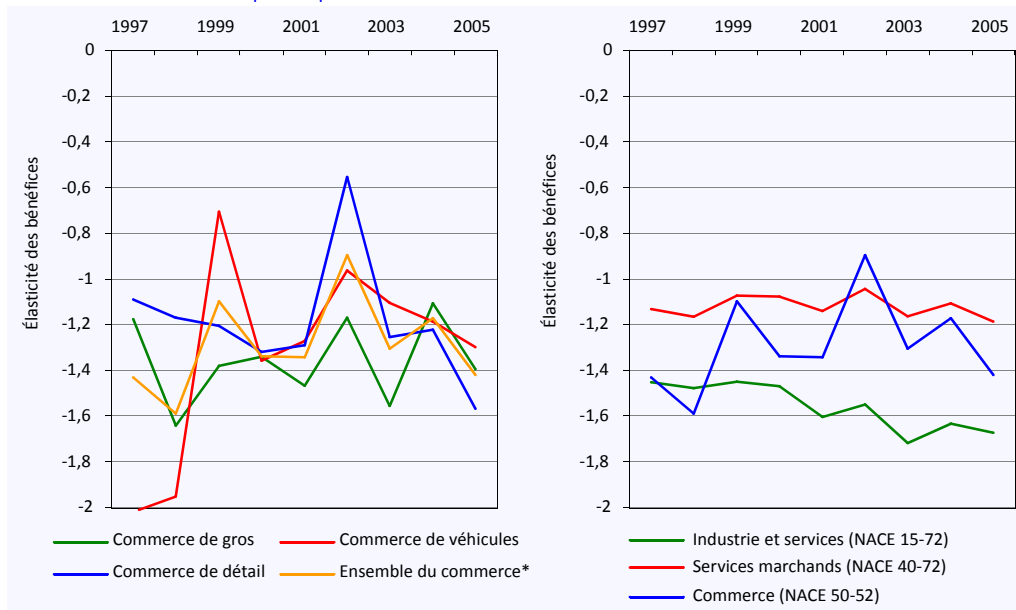 1997 1999 2001 2003 2005
0
-0,2
-0,4
-0,6
-0,8
-1
-1,2
-1,4
-1,6
-1,8
-2
Élasticité des bénéfices
Commerce de gros
Commerce de véhicules
Commerce de détail
Ensemble du commerce*
1997 1999 2001 2003 2005
0
-0,2
-0,4
-0,6
-0,8
-1
-1,2
-1,4
-1,6
-1,8
-2
Élasticité des bénéfices
Industrie et services (NACE 15-72)
Services marchands (NACE 40-72)
Commerce (NACE 50-52)